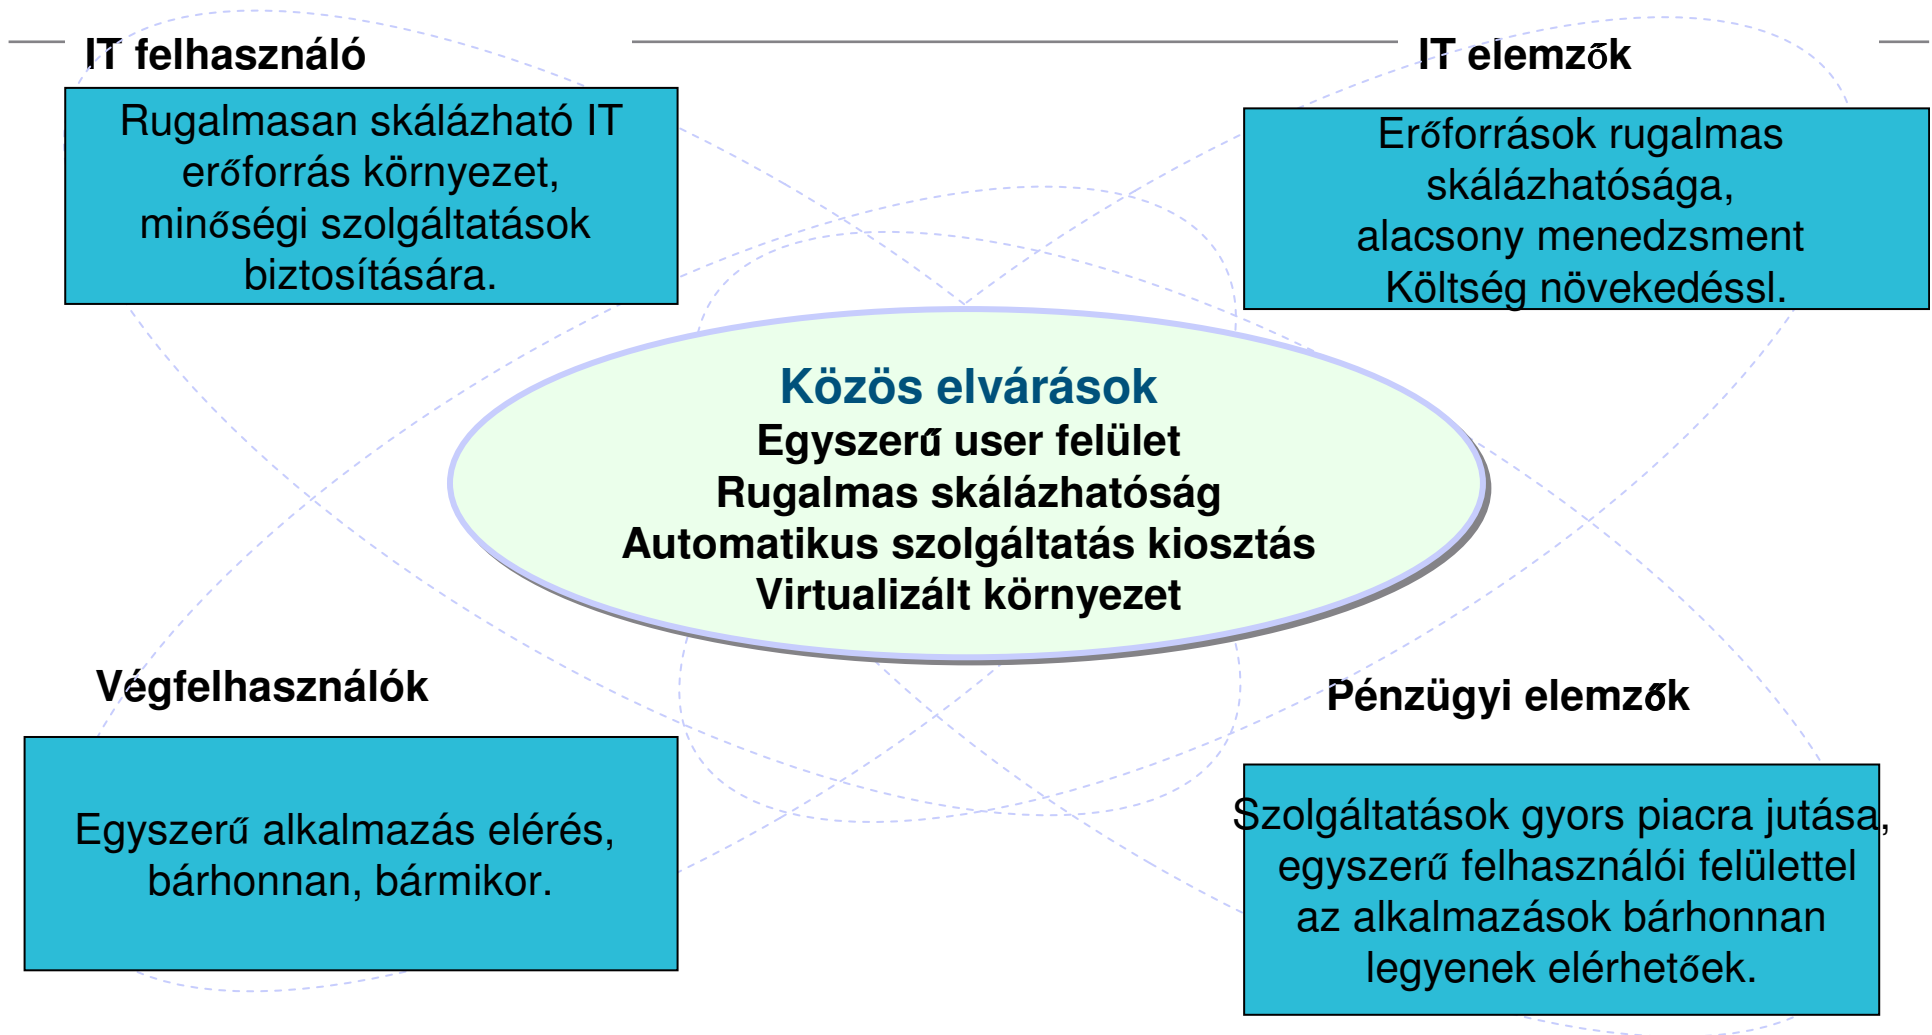 IT felhasználó
Rugalmasan skálázható IT
erőforrás környezet,
minőségi szolgáltatások
biztosítására.
IT elemzők
Erőforrások rugalmas
skálázhatósága,
alacsony menedzsment
Költség növekedéssl.
Közös elvárások
Egyszerű user felület
Rugalmas skálázhatóság
Automatikus szolgáltatás kiosztás
Virtualizált környezet
Végfelhasználók
Egyszerű alkalmazás elérés,
bárhonnan, bármikor.
Pénzügyi elemzők
Szolgáltatások gyors piacra jutása,
egyszerű felhasználói felülettel
az alkalmazások bárhonnan
legyenek elérhetőek.